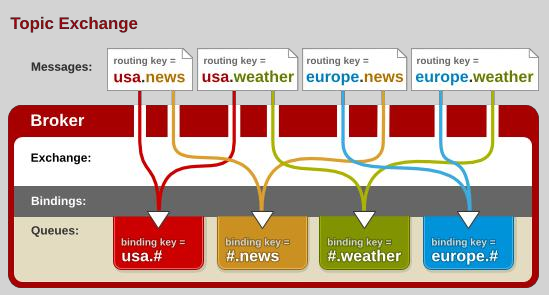 Topic Exchange
Messages:
routing key =
usa.news
routing key =
usa.weather
routing key =
europe.news
routing key =
europe.weather
Broker
Exchange:
Bindings:
Queues:
binding key =
usa.#
binding key =
#.news
binding key =
#.weather
binding key =
europe.#